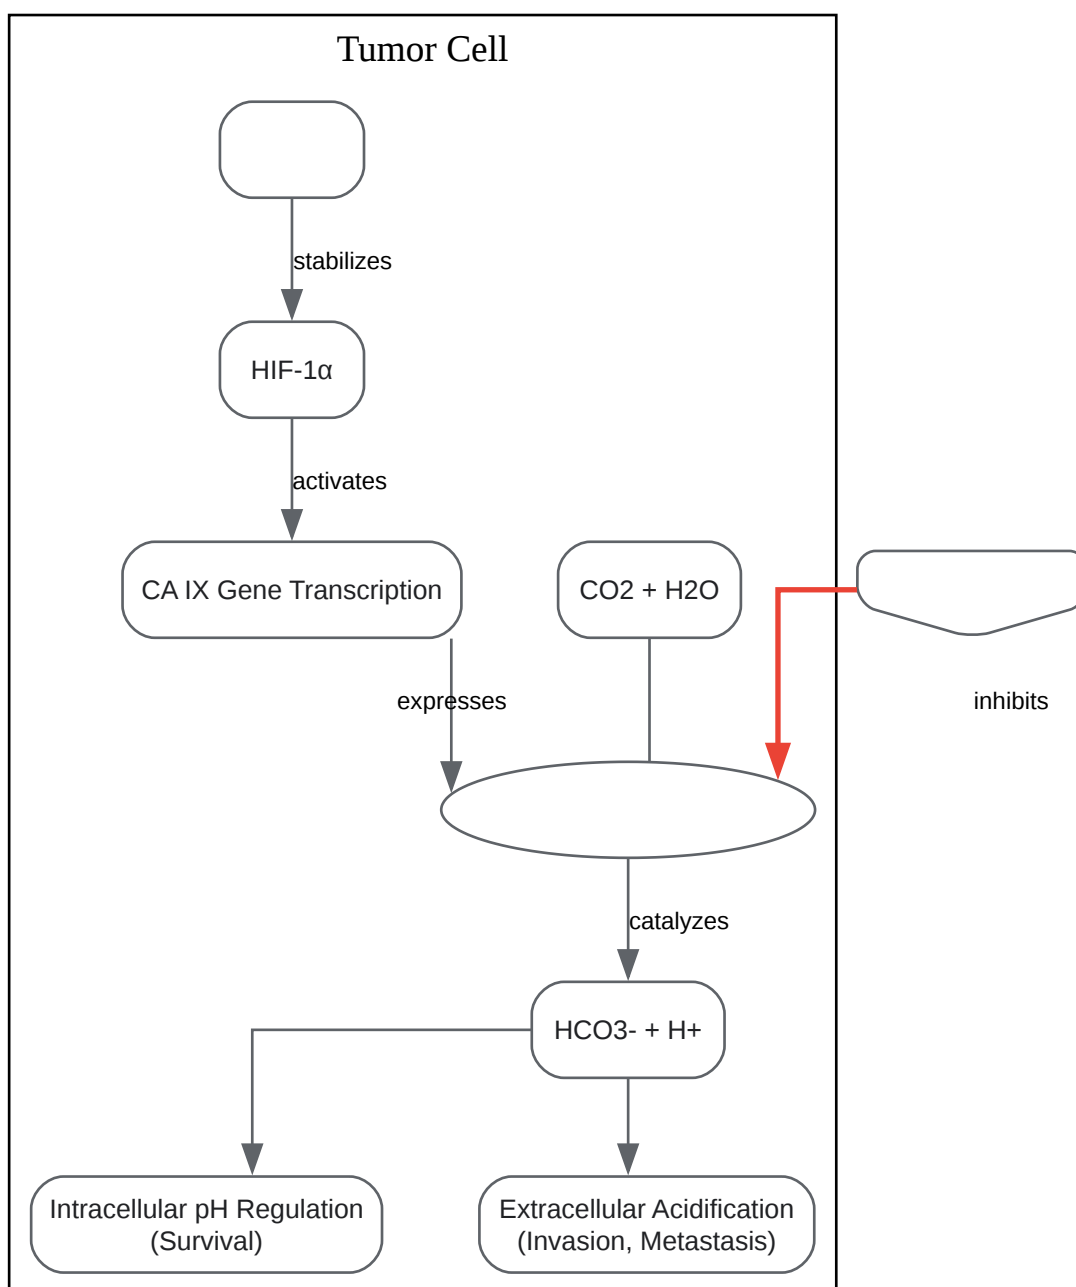 Tumor Cell
stabilizes
HIF-1α
activates
CA IX Gene Transcription
CO2 + H2O
expresses
inhibits
catalyzes
HCO3- + H+
Intracellular pH Regulation
(Survival)
Extracellular Acidification
(Invasion, Metastasis)